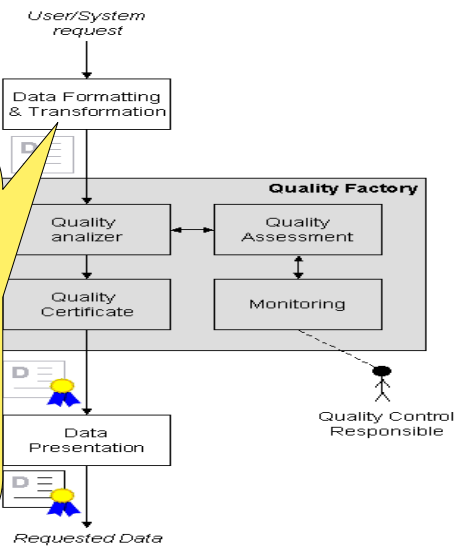 User/System
request
Data Formatting
& Transformation
D
Quality Factory
Quality
analizer
Quality
Assessment
Quality
Certificate
Monitoring
D
Quality Control
Responsible
Data
Presentation
D
Requested Data